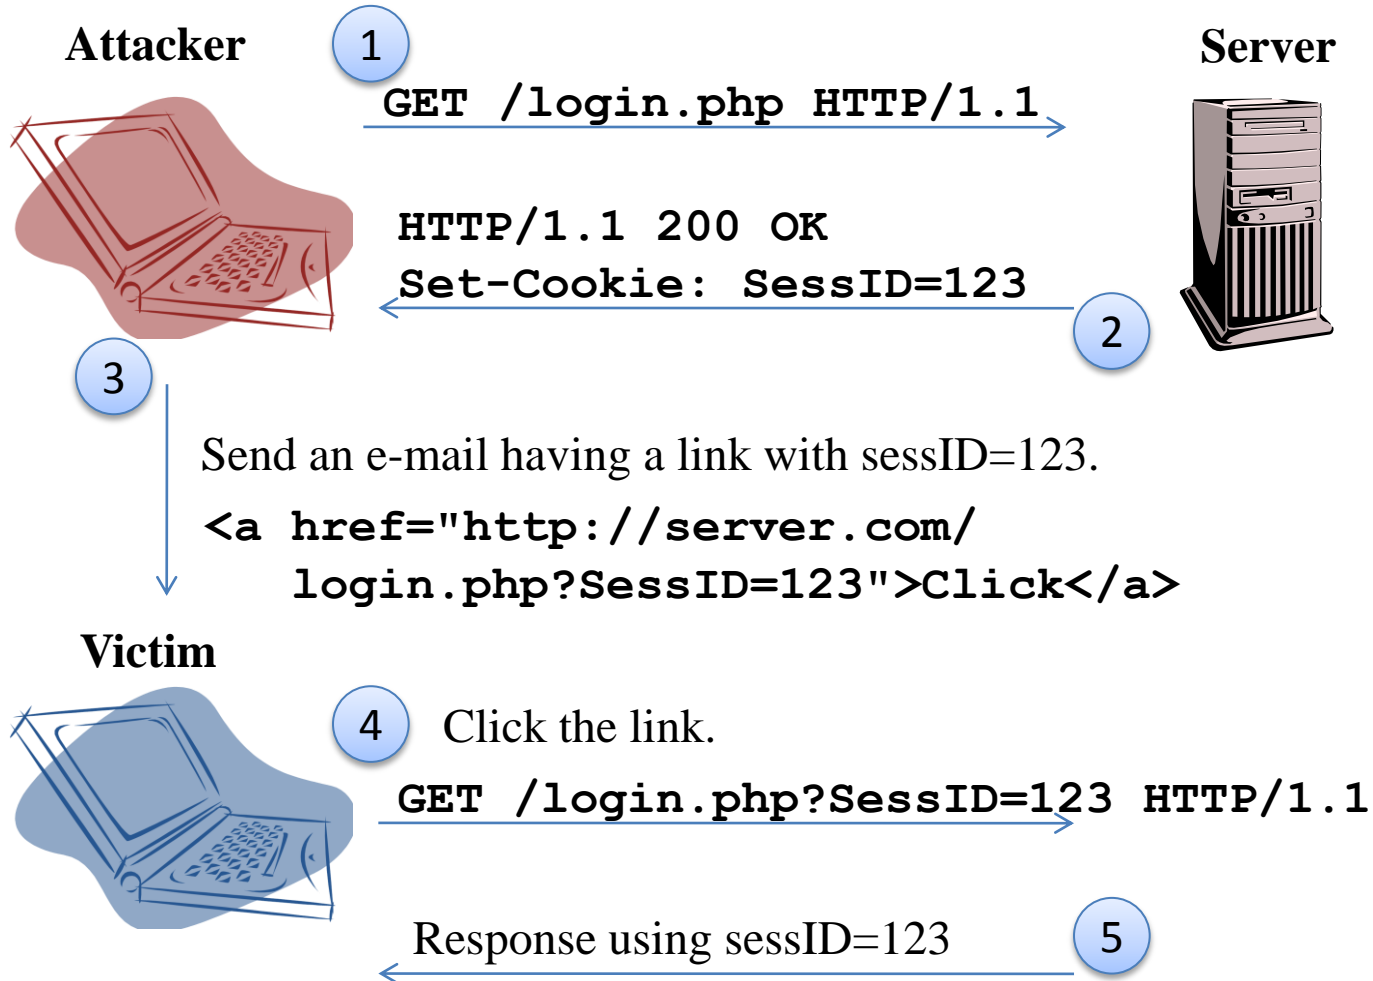 Attacker
1
Server
GET /login.php HTTP/1.1
HTTP/1.1 200 OK
Set-Cookie: SessID=123
2
3
Send an e-mail having a link with sessID=123.
<a href="http://server.com/
login.php?SessID=123">Click</a>
Victim
4
Click the link.
GET /login.php?SessID=123 HTTP/1.1
Response using sessID=123
5